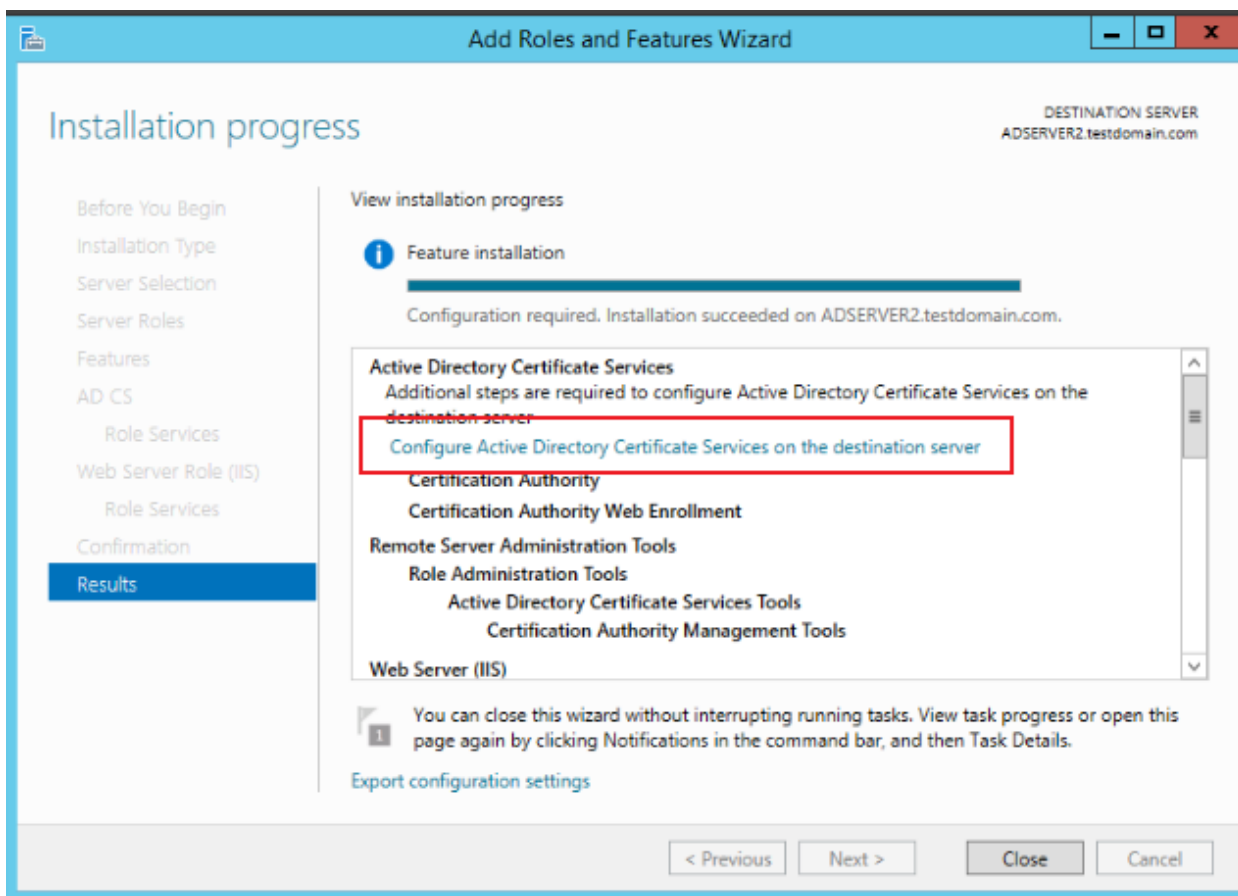 Add Roles and Features Wizard
Installation progress
DESTINATION SERVER
ADSERVER2.testdomain.com
Before You Begin
Installation Type
Server Selection
Server Roles
Features
AD CS
Role Services
Web Server Role (IIS)
Role Services
Confirmation
Results
View installation progress
Feature installation
Configuration required. Installation succeeded on ADSERVER2.testdomain.com.
Active Directory Certificate Services
Additional steps are required to configure Active Directory Certificate Services on the
destination server
Configure Active Directory Certificate Services on the destination server
Certification Authority
Certification Authority Web Enrollment
Remote Server Administration Tools
Role Administration Tools
Active Directory Certificate Services Tools
Certification Authority Management Tools
Web Server (IIS)
1
You can close this wizard without interrupting running tasks. View task progress or open this
page again by clicking Notifications in the command bar, and then Task Details.
Export configuration settings
< Previous
Next >
Close
Cancel